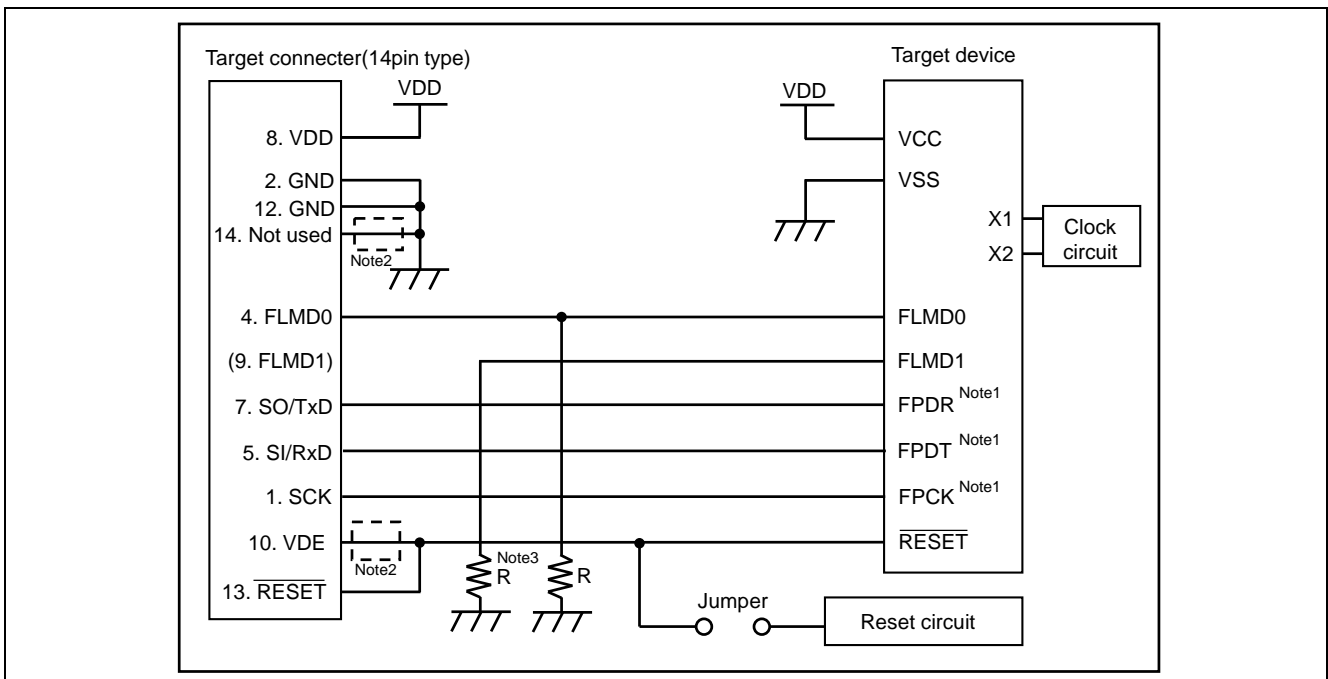 Target connecter(14pin type)
VDD
8. VDD
2. GND
12. GND
14. Not used
Note2
4. FLMD0
(9. FLMD1)
7. SO/TxD
5. SI/RxD
1. SCK
10. VDE
Note2
13. RESET
Note3
R
R
Jumper
Reset circuit
Target device
VDD
VCC
VSS
X1
X2
Clock
circuit
FLMD0
FLMD1
FPDR Note1
FPDT Note1
FPCK Note1
RESET